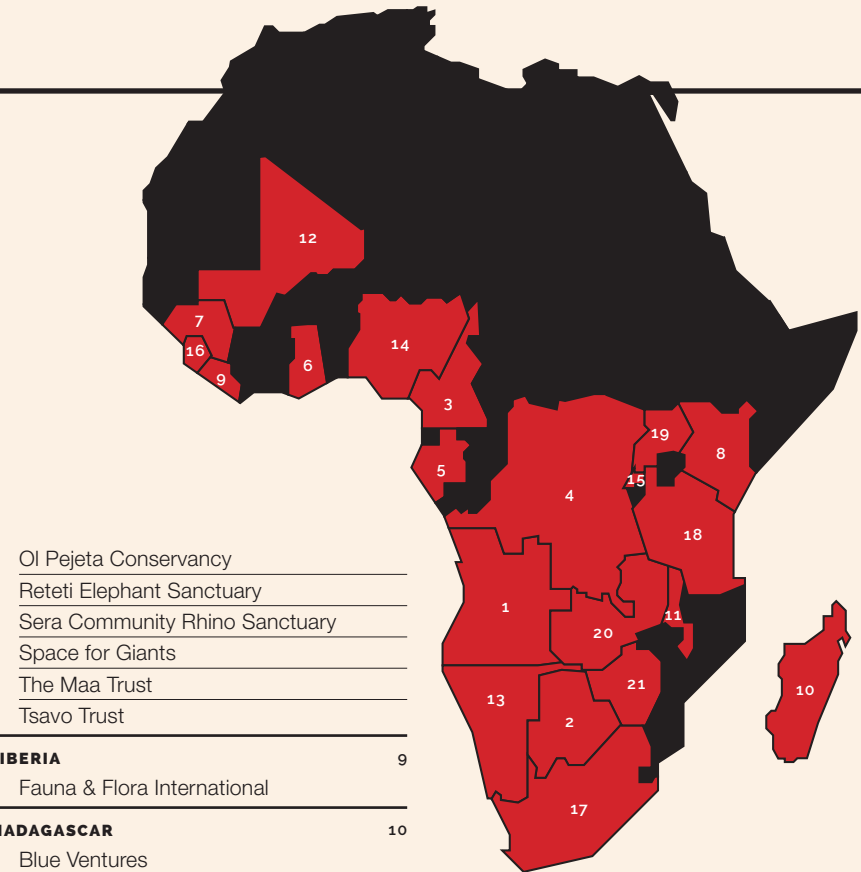 12
7
16
9
6
14
3
5
4
19
15
8
18
1
11
20
13
2
21
10
17
Ol Pejeta Conservancy
Reteti Elephant Sanctuary
Sera Community Rhino Sanctuary
Space for Giants
The Maa Trust
Tsavo Trust
IBERIA 9
Fauna & Flora International
MADAGASCAR 10
Blue Ventures